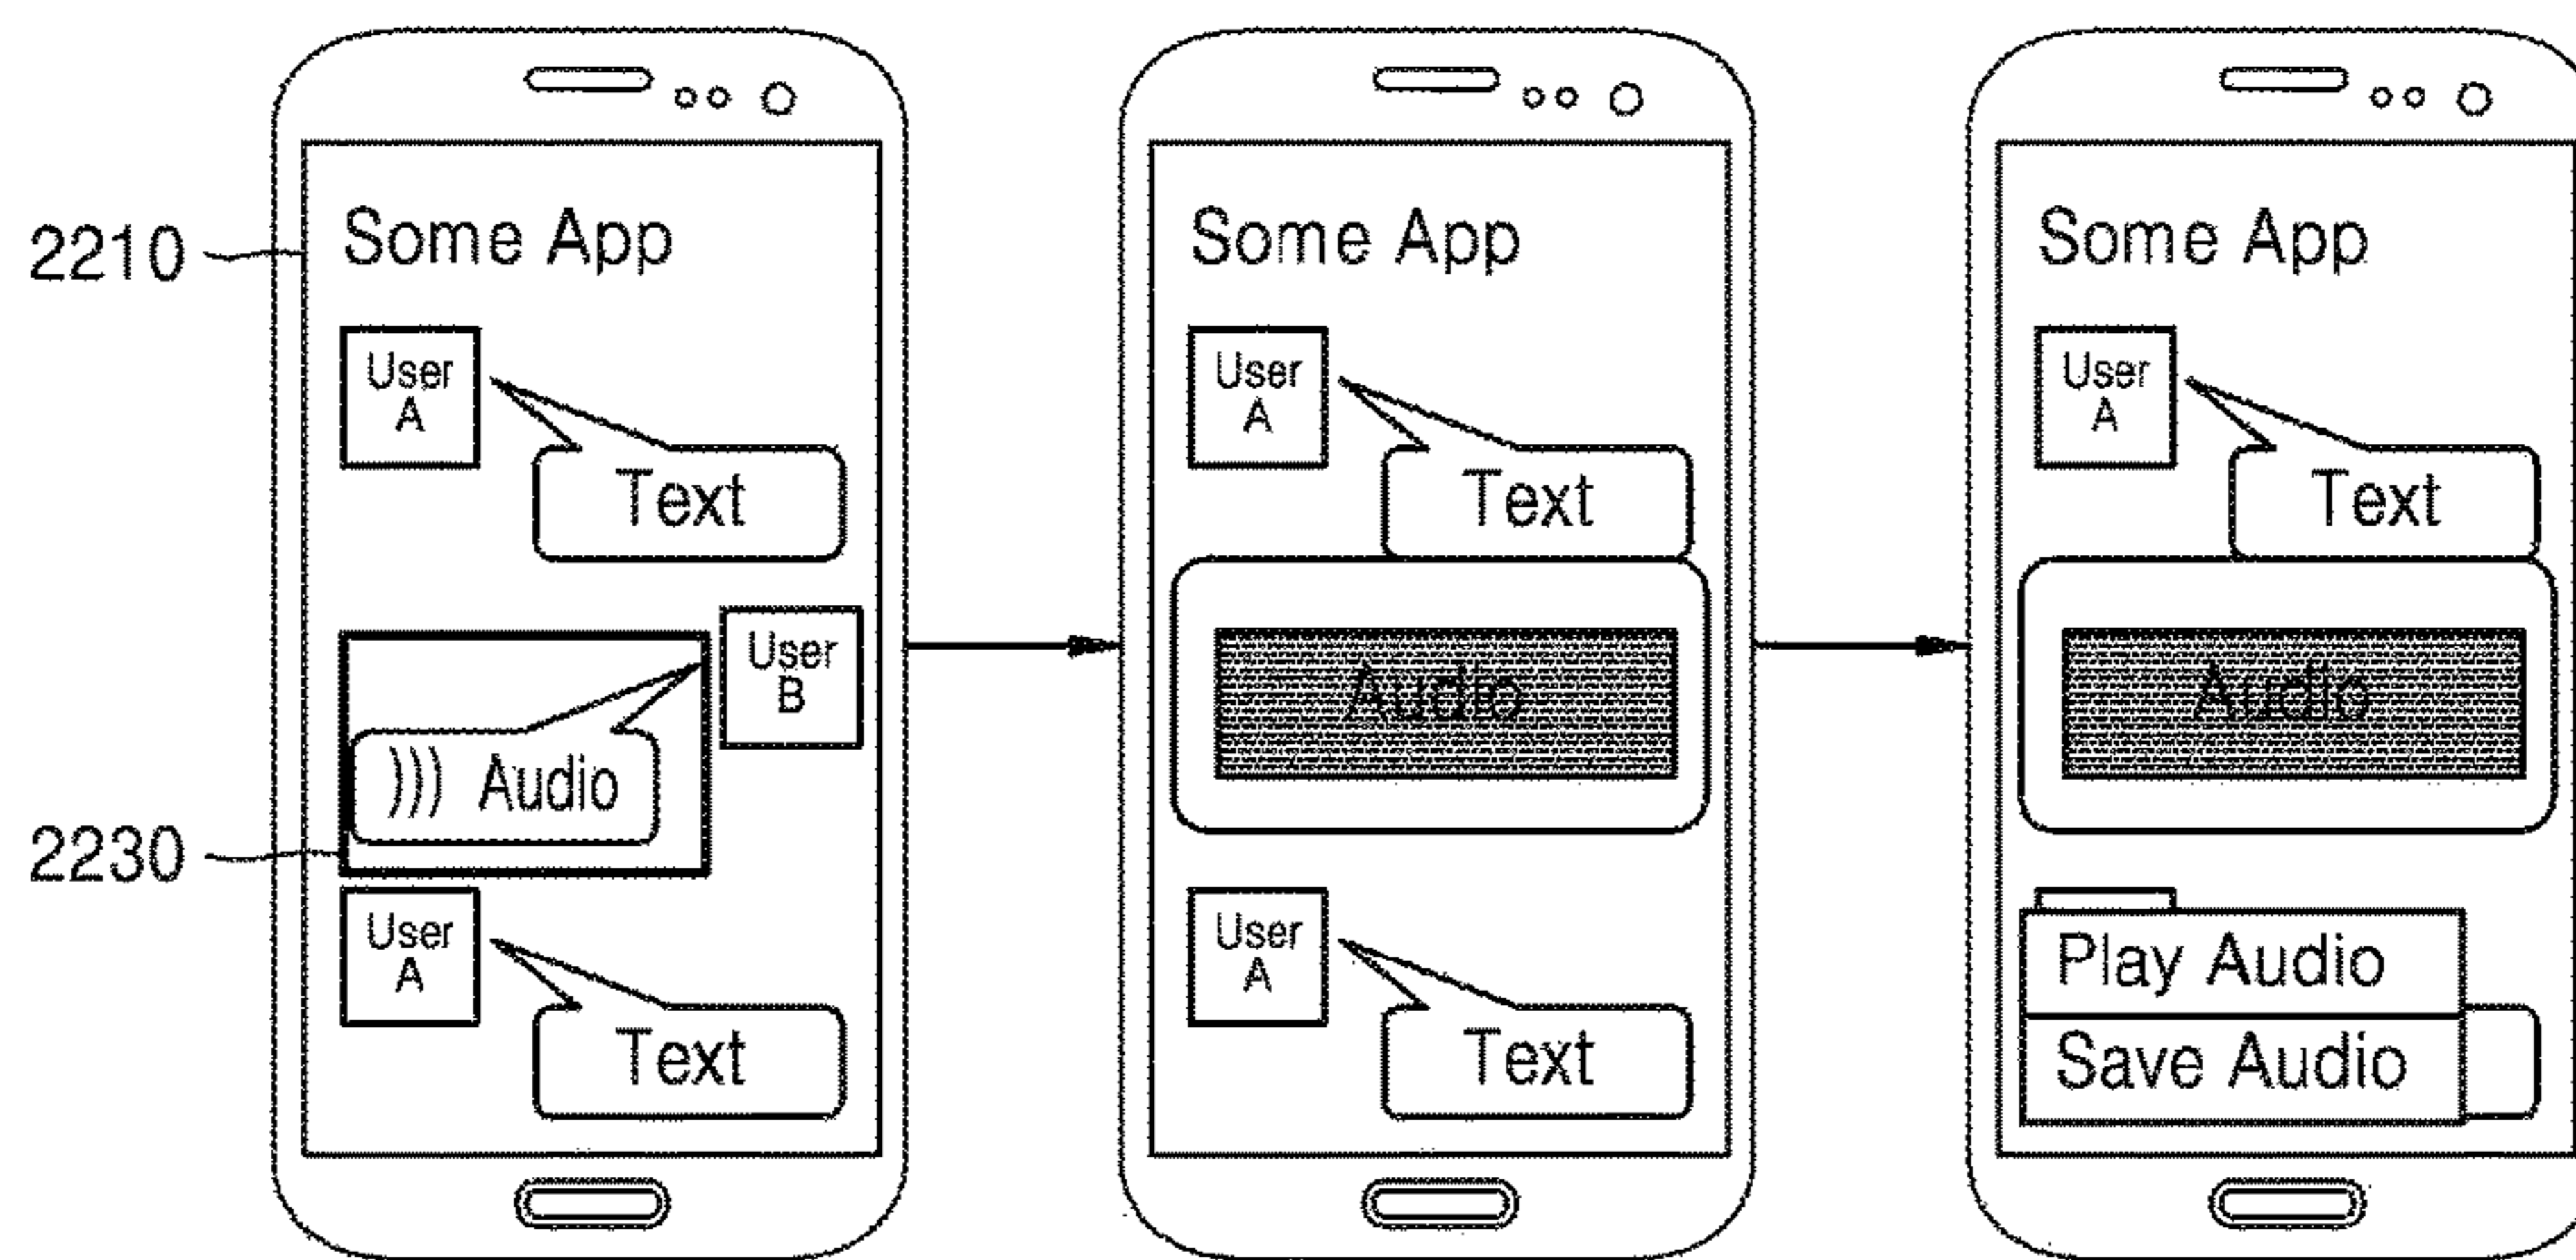 2210
Some App
User
A
Text
User
B
))) Audio
2230
User
A
Text
Some App
User
A
Text
Audio
User
A
Text
Some App
User
A
Text
Audio
Play Audio
Save Audio